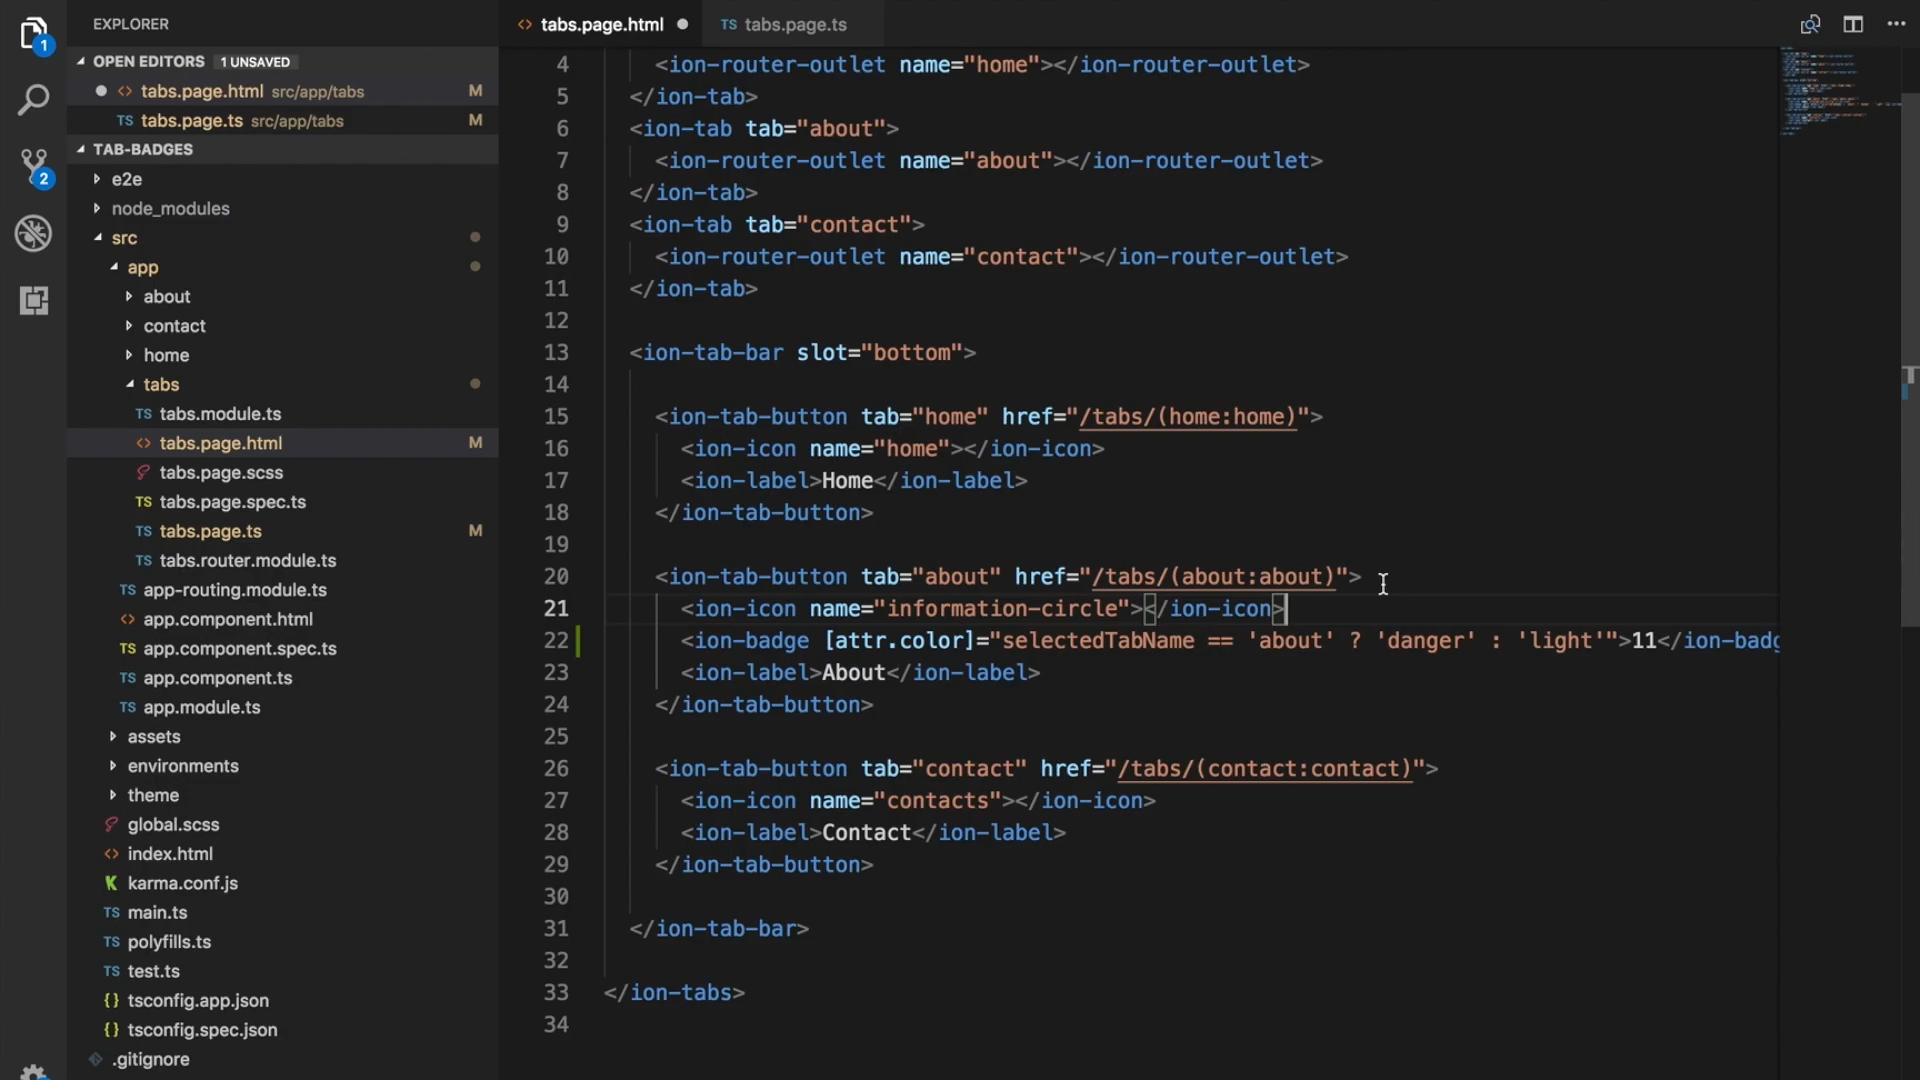 EXPLORER
OPEN EDITORS 1 UNSAVED
tabs.page.html src/app/tabs M
TS tabs.page.ts src/app/tabs M
TAB-BADGES
e2e
node_modules
src
app
about
contact
home
tabs
TS tabs.module.ts
<> tabs.page.html M
tabs.page.scss
TS tabs.page.spec.ts
TS tabs.page.ts M
TS tabs.router.module.ts
TS app-routing.module.ts
<> app.component.html
TS app.component.spec.ts
TS app.component.ts
TS app.module.ts
assets
environments
theme
global.scss
<> index.html
K karma.conf.js
TS main.ts
TS polyfills.ts
TS test.ts
{} tsconfig.app.json
{} tsconfig.spec.json
.gitignore
1
2
<> tabs.page.html
TS tabs.page.ts
4 <ion-router-outlet name="home"></ion-router-outlet>
5 </ion-tab>
6 <ion-tab tab="about">
7 <ion-router-outlet name="about"></ion-router-outlet>
8 </ion-tab>
9 <ion-tab tab="contact">
10 <ion-router-outlet name="contact"></ion-router-outlet>
11 </ion-tab>
12
13 <ion-tab-bar slot="bottom">
14
15 <ion-tab-button tab="home" href="/tabs/(home:home)">
16 <ion-icon name="home"></ion-icon>
17 <ion-label>Home</ion-label>
18 </ion-tab-button>
19
20 <ion-tab-button tab="about" href="/tabs/(about:about)">
21 <ion-icon name="information-circle"></ion-icon>
22 <ion-badge [attr.color]="selectedTabName == 'about' ? 'danger' : 'light'">11</ion-badg
23 <ion-label>About</ion-label>
24 </ion-tab-button>
25
26 <ion-tab-button tab="contact" href="/tabs/(contact:contact)">
27 <ion-icon name="contacts"></ion-icon>
28 <ion-label>Contact</ion-label>
29 </ion-tab-button>
30
31 </ion-tab-bar>
32
33 </ion-tabs>
34